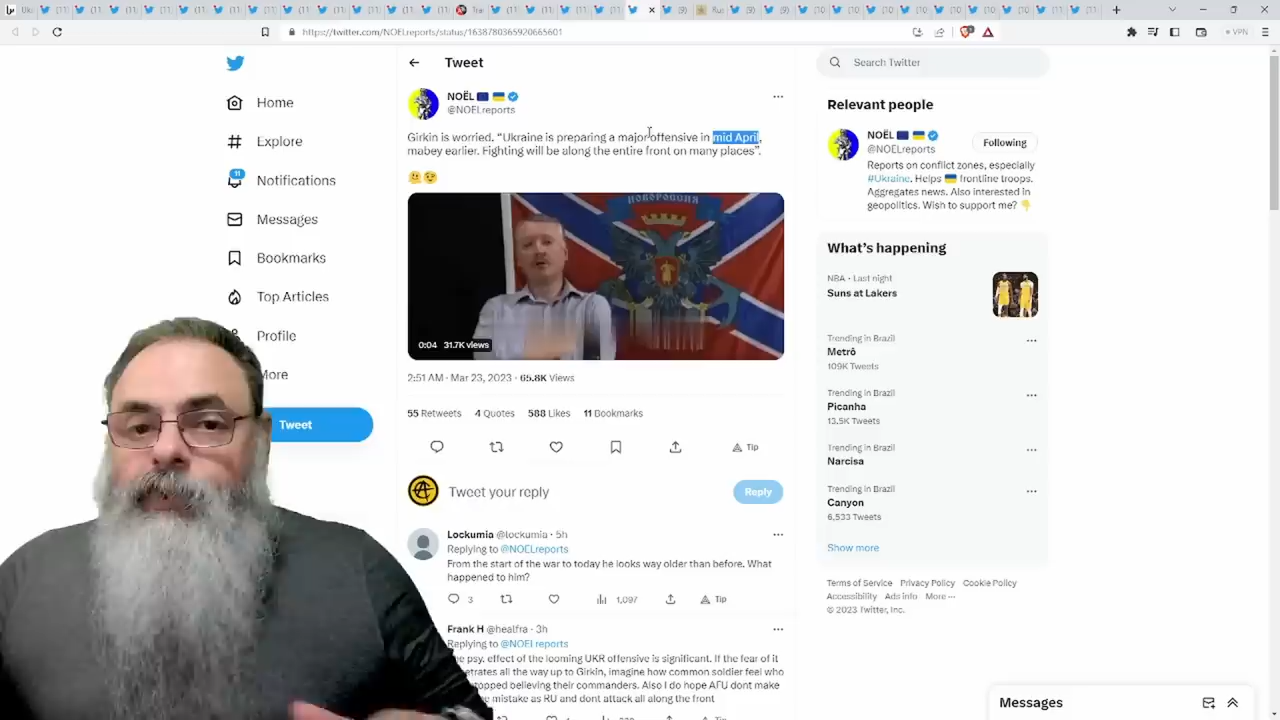 https://twitter.com/NOELreports/status/1638780365920665601
VPN
Home
Explore
11
Notifications
Messages
Bookmarks
Top Articles
Profile
More
Tweet
Tweet
NOËL
@NOELreports
Girkin is worried. “Ukraine is preparing a major offensive in mid April,
mabey earlier. Fighting will be along the entire front on many places”.
НОВОРОССИЯ
0:04 31.7K views
2:51 AM · Mar 23, 2023 · 65.8K Views
55 Retweets 4 Quotes 588 Likes 11 Bookmarks
Tip
Tweet your reply
Reply
Lockumia @lockumia · 5h
Replying to @NOELreports
From the start of the war to today he looks way older than before. What
happened to him?
3 1,097 Tip
Frank H @healfra · 3h
Replying to @NOELreports
psy. effect of the looming UKR offensive is significant. If the fear of it
etrates all the way up to Girkin, imagine how common soldier feel who
topped believing their commanders. Also I do hope AFU dont make
e mistake as RU and dont attack all along the front
Search Twitter
Relevant people
NOËL
@NOELreports
Following
Reports on conflict zones, especially
#Ukraine. Helps frontline troops.
Aggregates news. Also interested in
geopolitics. Wish to support me?
What's happening
NBA · Last night
Suns at Lakers
Trending in Brazil
Metrô
109K Tweets
Trending in Brazil
Picanha
13.5K Tweets
Trending in Brazil
Narcisa
Trending in Brazil
Canyon
6,533 Tweets
Show more
Terms of Service Privacy Policy Cookie Policy
Accessibility Ads info More ···
© 2023 Twitter, Inc.
Messages